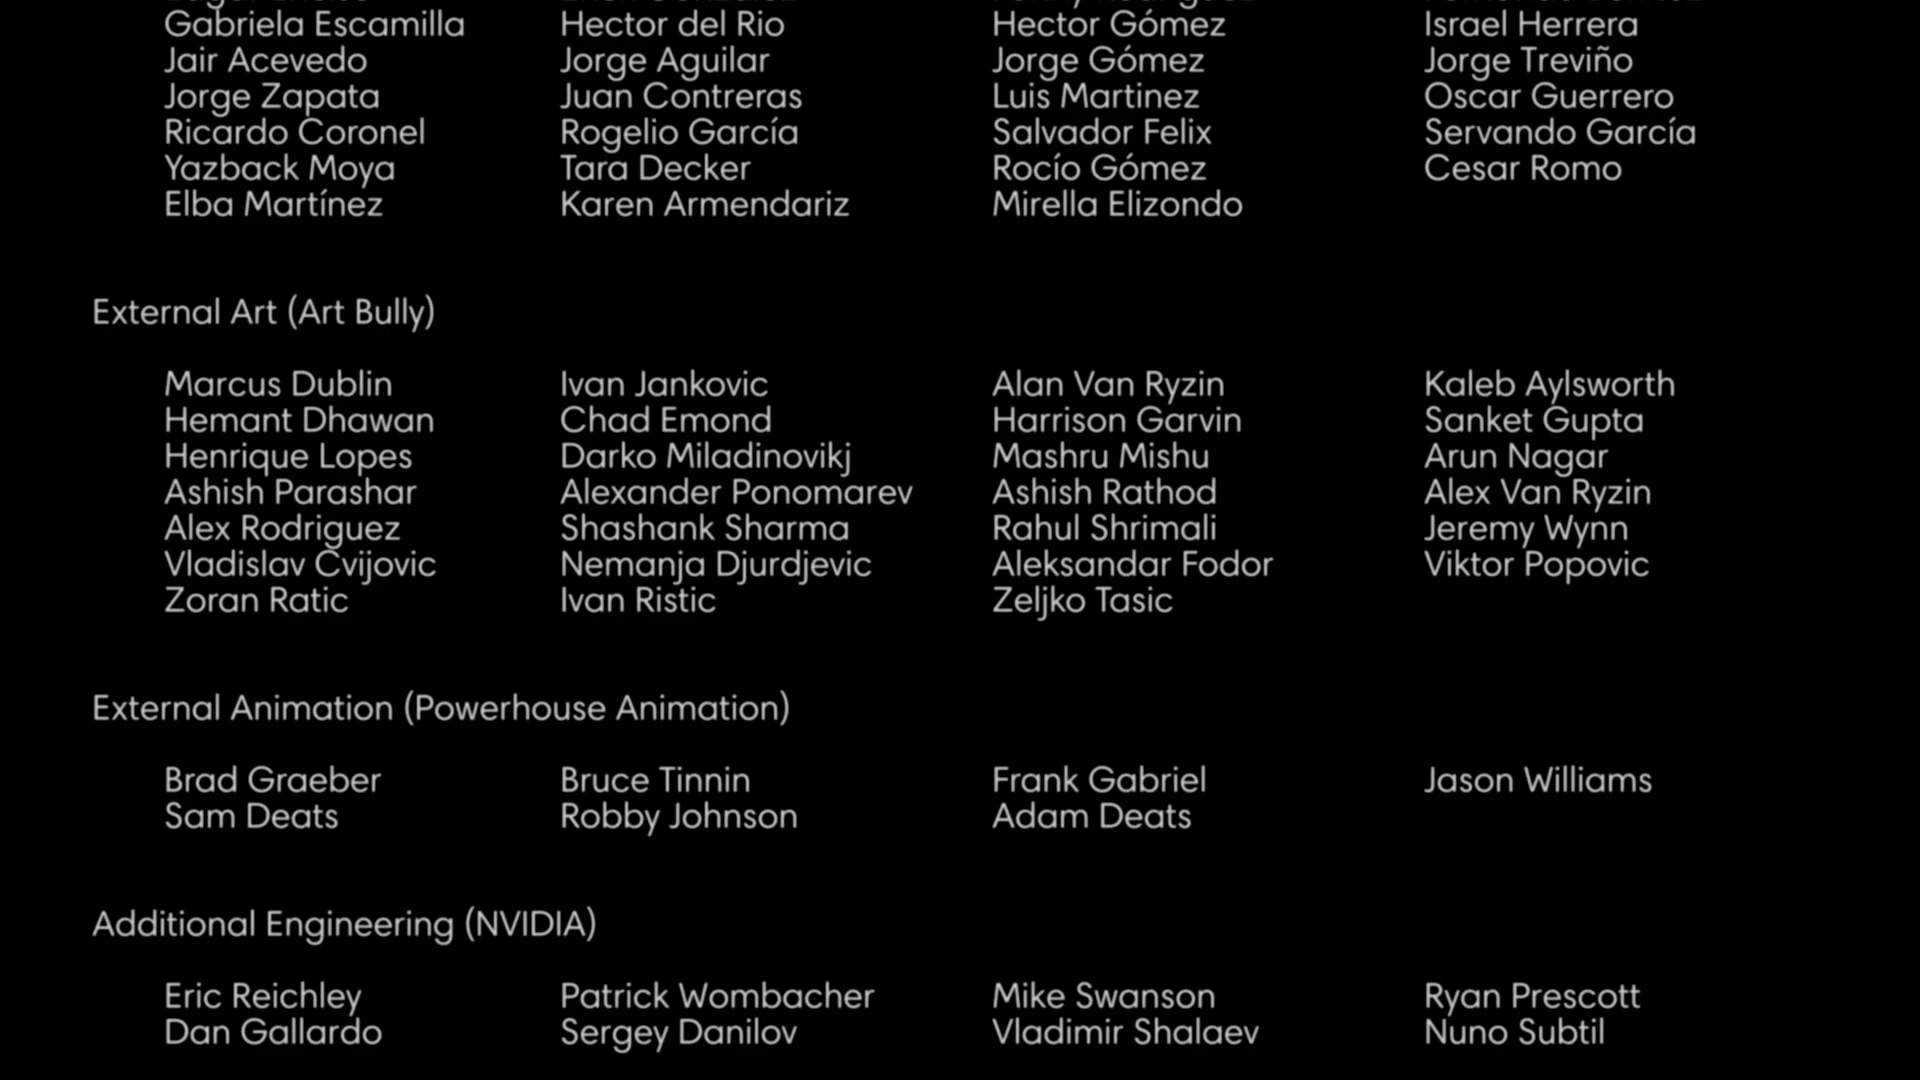 Gabriela Escamilla Hector del Rio Hector Gómez Israel Herrera
Jair Acevedo Jorge Aguilar Jorge Gómez Jorge Treviño
Jorge Zapata Juan Contreras Luis Martinez Oscar Guerrero
Ricardo Coronel Rogelio García Salvador Felix Servando García
Yazback Moya Tara Decker Rocío Gómez Cesar Romo
Elba Martínez Karen Armendariz Mirella Elizondo
External Art (Art Bully)
Marcus Dublin Ivan Jankovic Alan Van Ryzin Kaleb Aylsworth
Hemant Dhawan Chad Emond Harrison Garvin Sanket Gupta
Henrique Lopes Darko Miladinovikj Mashru Mishu Arun Nagar
Ashish Parashar Alexander Ponomarev Ashish Rathod Alex Van Ryzin
Alex Rodriguez Shashank Sharma Rahul Shrimali Jeremy Wynn
Vladislav Cvijovic Nemanja Djurdjevic Aleksandar Fodor Viktor Popovic
Zoran Ratic Ivan Ristic Zeljko Tasic
External Animation (Powerhouse Animation)
Brad Graeber Bruce Tinnin Frank Gabriel Jason Williams
Sam Deats Robby Johnson Adam Deats
Additional Engineering (NVIDIA)
Eric Reichley Patrick Wombacher Mike Swanson Ryan Prescott
Dan Gallardo Sergey Danilov Vladimir Shalaev Nuno Subtil